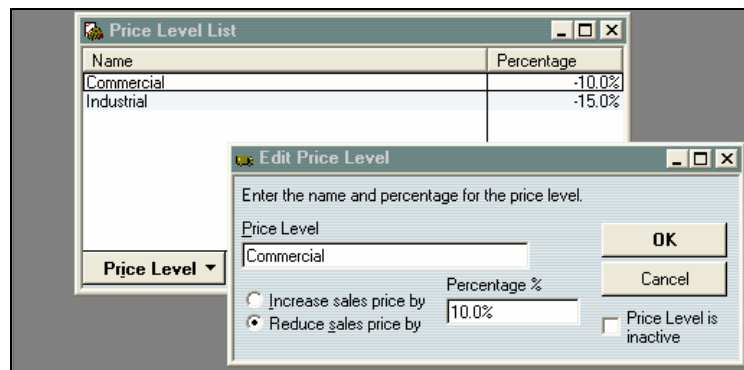 Price Level List
Name Percentage
Commercial -10.0%
Industrial -15.0%
Price Level
Edit Price Level
Enter the name and percentage for the price level.
Price Level
Commercial
OK
Cancel
Percentage %
Increase sales price by
10.0%
Reduce sales price by
Price Level is
inactive